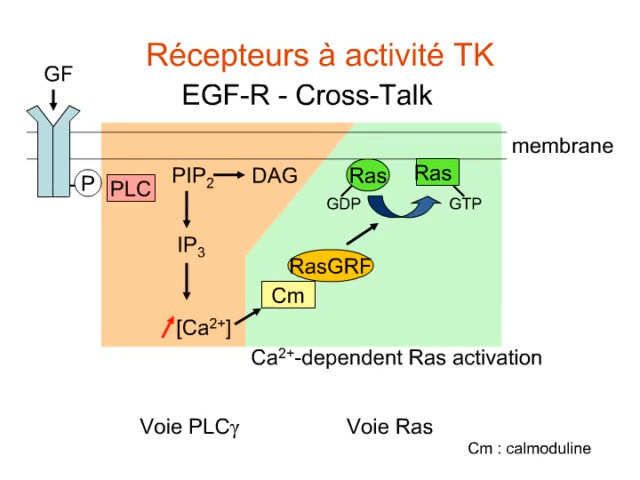 Récepteurs à activité TK
EGF-R - Cross-Talk
GF
membrane
P
PLC
PIP₂
DAG
Ras
Ras
GDP
GTP
IP₃
RasGRF
Cm
[Ca²⁺]
Ca²⁺-dependent Ras activation
Voie PLCγ
Voie Ras
Cm : calmoduline